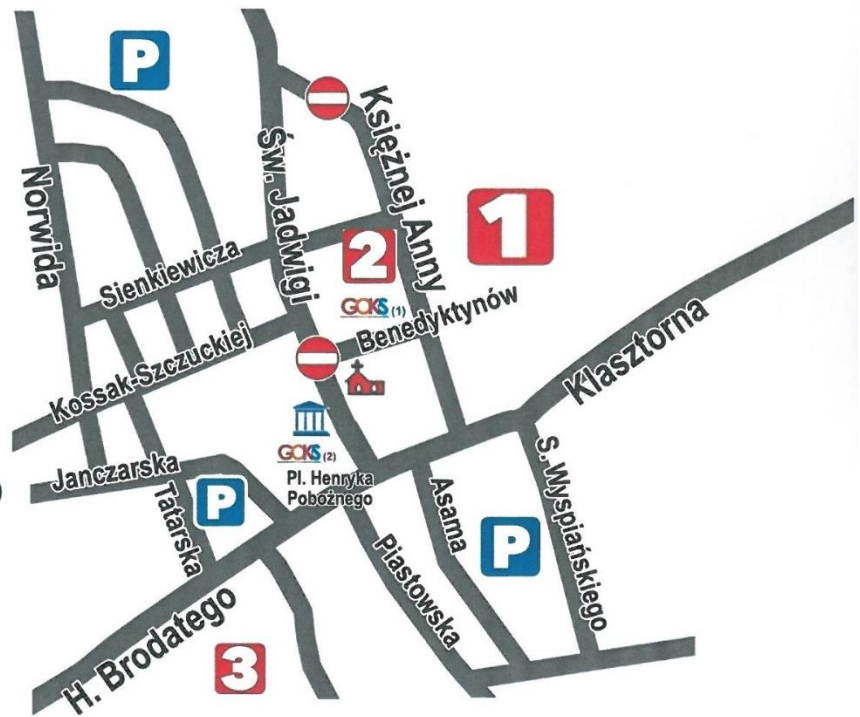 P
Księżnej Anny
Św. Jadwigi
Norwida
1
Sienkiewicza
2
GOKS (1)
Benedyktynów
Kossak-Szczuckiej
Klasztorna
GOKS (2)
Pl. Henryka
Pobożnego
Janczarska
Tatarska
P
Asama
P
S. Wyspiańskiego
Piastowska
H. Brodatego
3